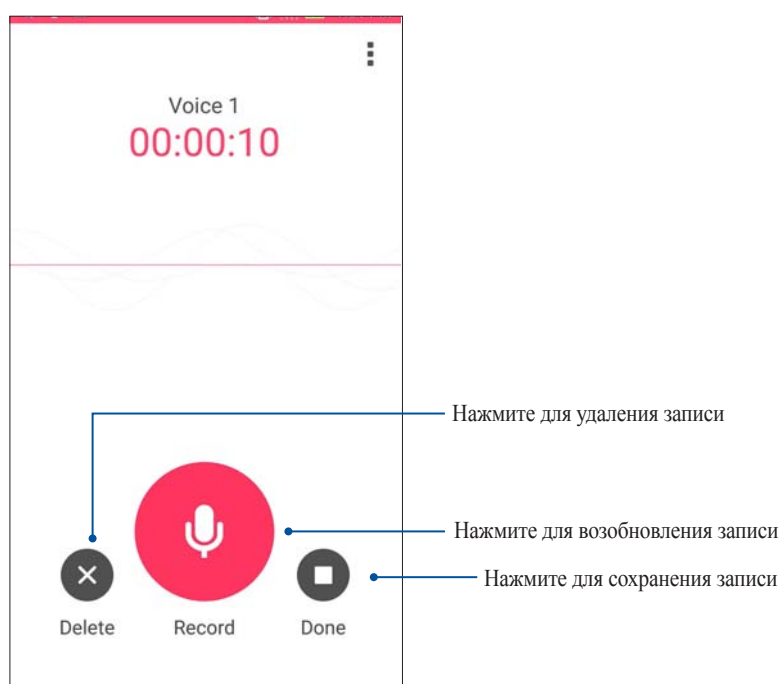 Voice 1
00:00:10
Нажмите для удаления записи
Нажмите для возобновления записи
Нажмите для сохранения записи
Delete Record Done